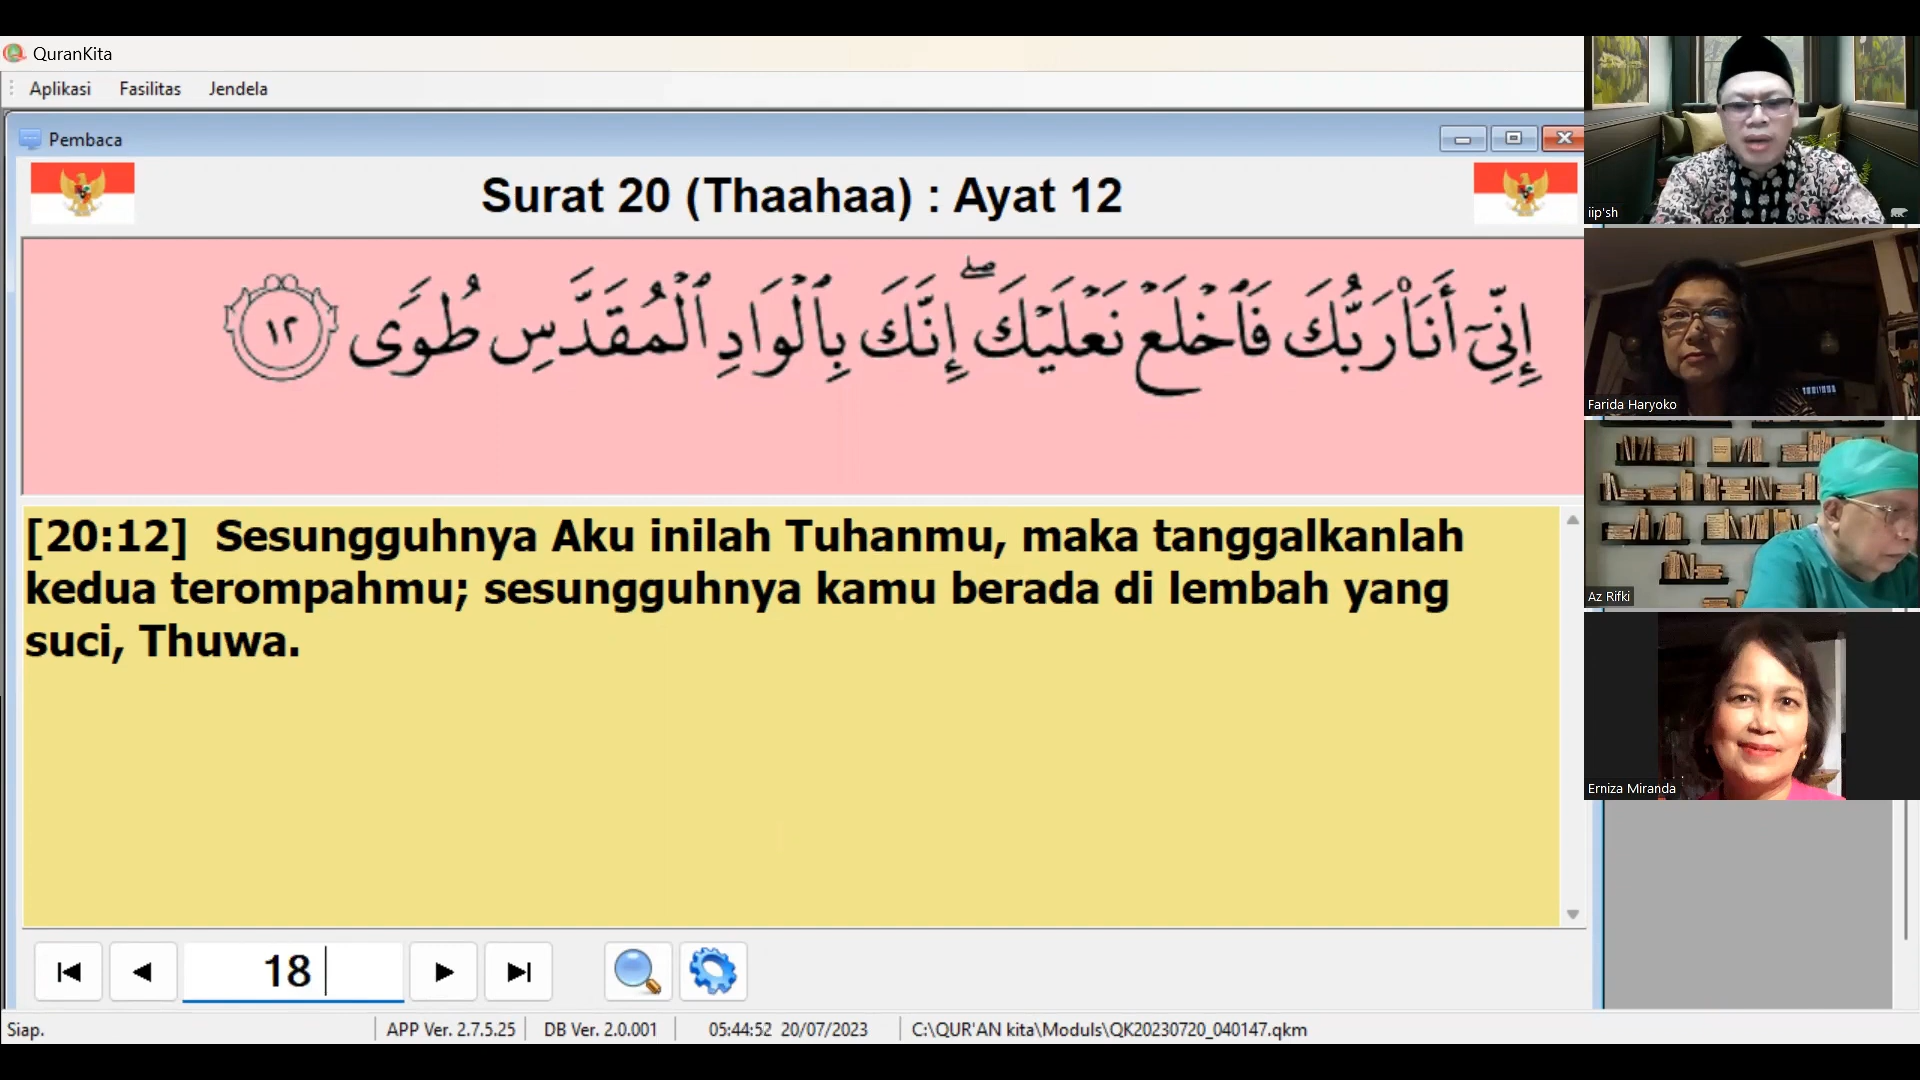 QuranKita
Aplikasi Fasilitas Jendela
Pembaca
Surat 20 (Thaahaa) : Ayat 12
إِنِّىٓ أَنَا۠ رَبُّكَ فَٱخْلَعْ نَعْلَيْكَ ۖ إِنَّكَ بِٱلْوَادِ ٱلْمُقَدَّسِ طُوًى ١٢
[20:12] Sesungguhnya Aku inilah Tuhanmu, maka tanggalkanlah
kedua terompahmu; sesungguhnya kamu berada di lembah yang
suci, Thuwa.
18
Siap. APP Ver. 2.7.5.25 DB Ver. 2.0.001 05:44:52 20/07/2023 C:\QUR'AN kita\Moduls\QK20230720_040147.qkm
iip'sh
Farida Haryoko
Az Rifki
Erniza Miranda